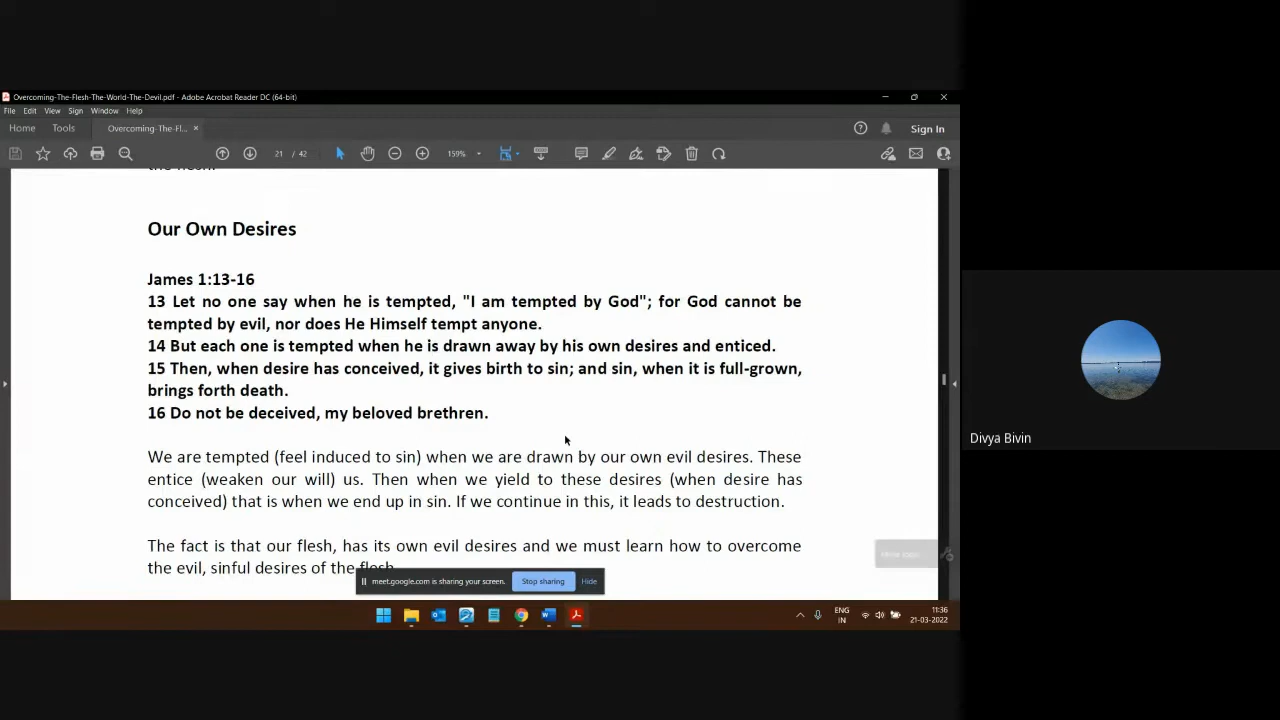 Overcoming-The-Flesh-The-World-The-Devil.pdf - Adobe Acrobat Reader DC (64-bit)
File Edit View Sign Window Help
Home Tools Overcoming-The-Fl... × Sign In
21 / 42 159%
Our Own Desires
James 1:13-16
13 Let no one say when he is tempted, "I am tempted by God"; for God cannot be
tempted by evil, nor does He Himself tempt anyone.
14 But each one is tempted when he is drawn away by his own desires and enticed.
15 Then, when desire has conceived, it gives birth to sin; and sin, when it is full-grown,
brings forth death.
16 Do not be deceived, my beloved brethren.
Divya Bivin
We are tempted (feel induced to sin) when we are drawn by our own evil desires. These
entice (weaken our will) us. Then when we yield to these desires (when desire has
conceived) that is when we end up in sin. If we continue in this, it leads to destruction.
The fact is that our flesh, has its own evil desires and we must learn how to overcome
the evil, sinful desires of the flesh
meet.google.com is sharing your screen. Stop sharing Hide
ENG
IN
11:36
21-03-2022